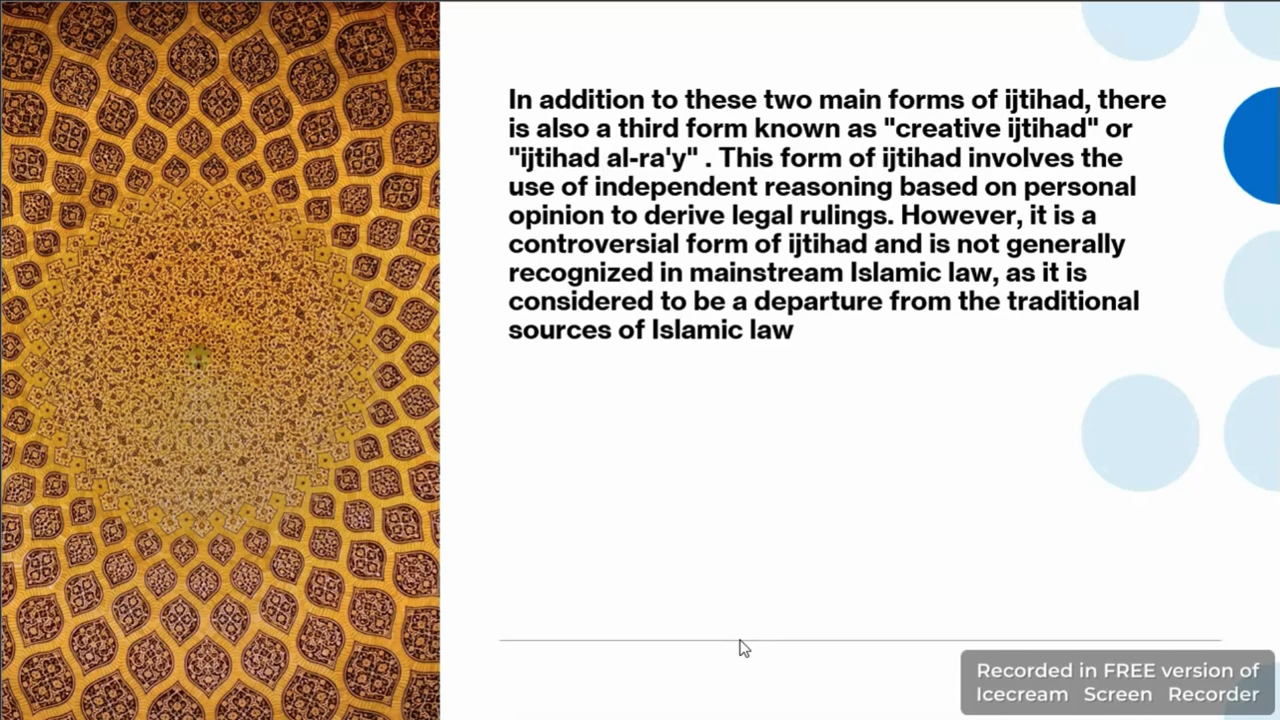 In addition to these two main forms of ijtihad, there
is also a third form known as "creative ijtihad" or
"ijtihad al-ra'y" . This form of ijtihad involves the
use of independent reasoning based on personal
opinion to derive legal rulings. However, it is a
controversial form of ijtihad and is not generally
recognized in mainstream Islamic law, as it is
considered to be a departure from the traditional
sources of Islamic law
Recorded in FREE version of
Icecream Screen Recorder